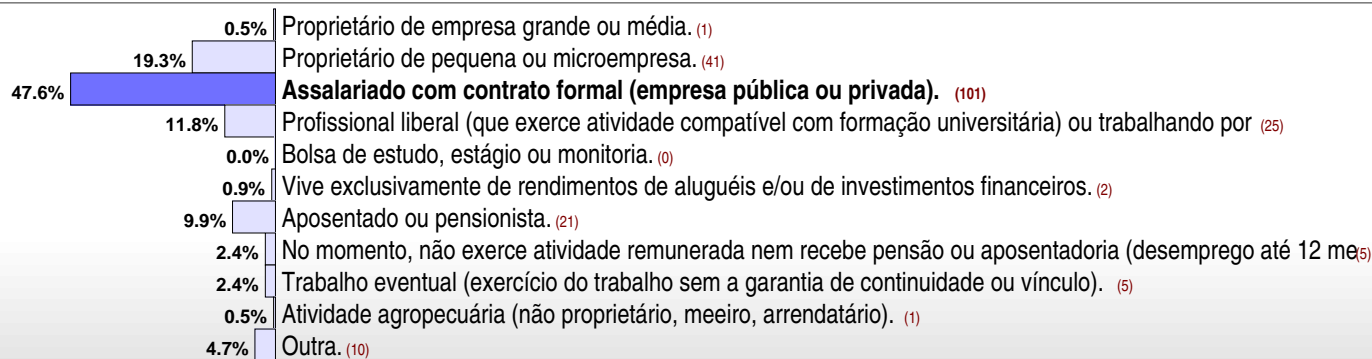 0.5% Proprietário de empresa grande ou média. (1)
19.3% Proprietário de pequena ou microempresa. (41)
47.6% Assalariado com contrato formal (empresa pública ou privada). (101)
11.8% Profissional liberal (que exerce atividade compatível com formação universitária) ou trabalhando por (25)
0.0% Bolsa de estudo, estágio ou monitoria. (0)
0.9% Vive exclusivamente de rendimentos de aluguéis e/ou de investimentos financeiros. (2)
9.9% Aposentado ou pensionista. (21)
2.4% No momento, não exerce atividade remunerada nem recebe pensão ou aposentadoria (desemprego até 12 me(5)
2.4% Trabalho eventual (exercício do trabalho sem a garantia de continuidade ou vínculo). (5)
0.5% Atividade agropecuária (não proprietário, meeiro, arrendatário). (1)
4.7% Outra. (10)